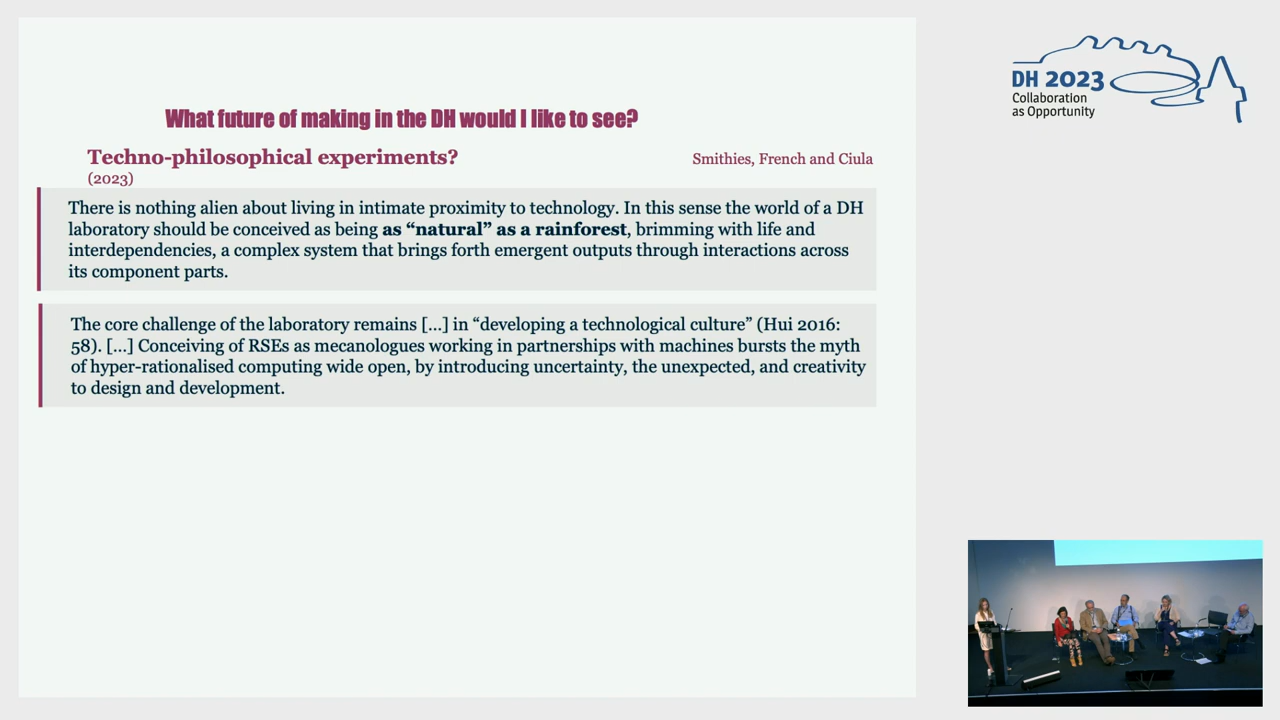 What future of making in the DH would I like to see?
Techno-philosophical experiments? Smithies, French and Ciula
(2023)
There is nothing alien about living in intimate proximity to technology. In this sense the world of a DH
laboratory should be conceived as being as “natural” as a rainforest, brimming with life and
interdependencies, a complex system that brings forth emergent outputs through interactions across
its component parts.
The core challenge of the laboratory remains […] in “developing a technological culture” (Hui 2016:
58). […] Conceiving of RSEs as mecanologues working in partnerships with machines bursts the myth
of hyper-rationalised computing wide open, by introducing uncertainty, the unexpected, and creativity
to design and development.
DH 2023
Collaboration
as Opportunity